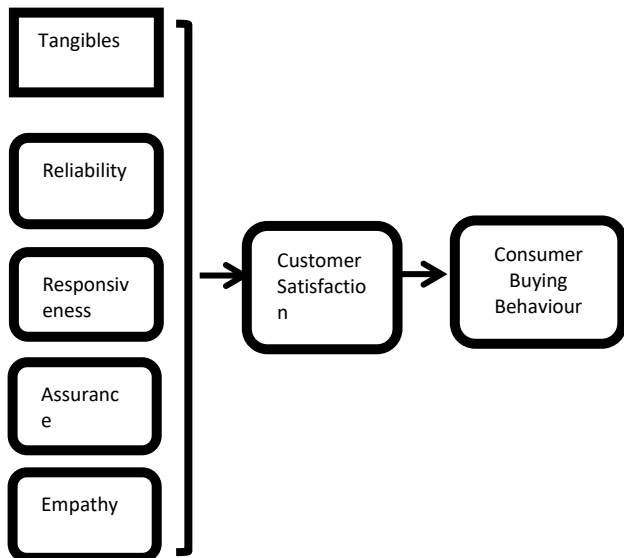 Tangibles
Reliability
Responsiv
eness
Assuranc
e
Empathy
Customer
Satisfactio
n
Consumer
Buying
Behaviour